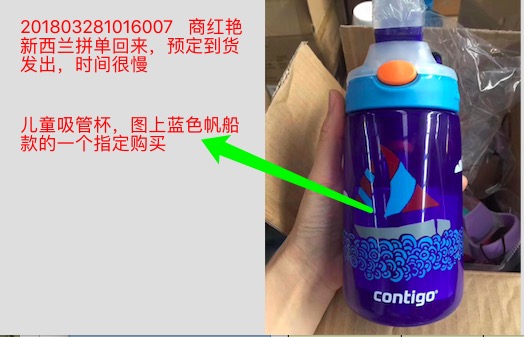 201803281016007 商红艳
新西兰拼单回来，预定到货
发出，时间很慢
儿童吸管杯，图上蓝色帆船
款的一个指定购买
contigo